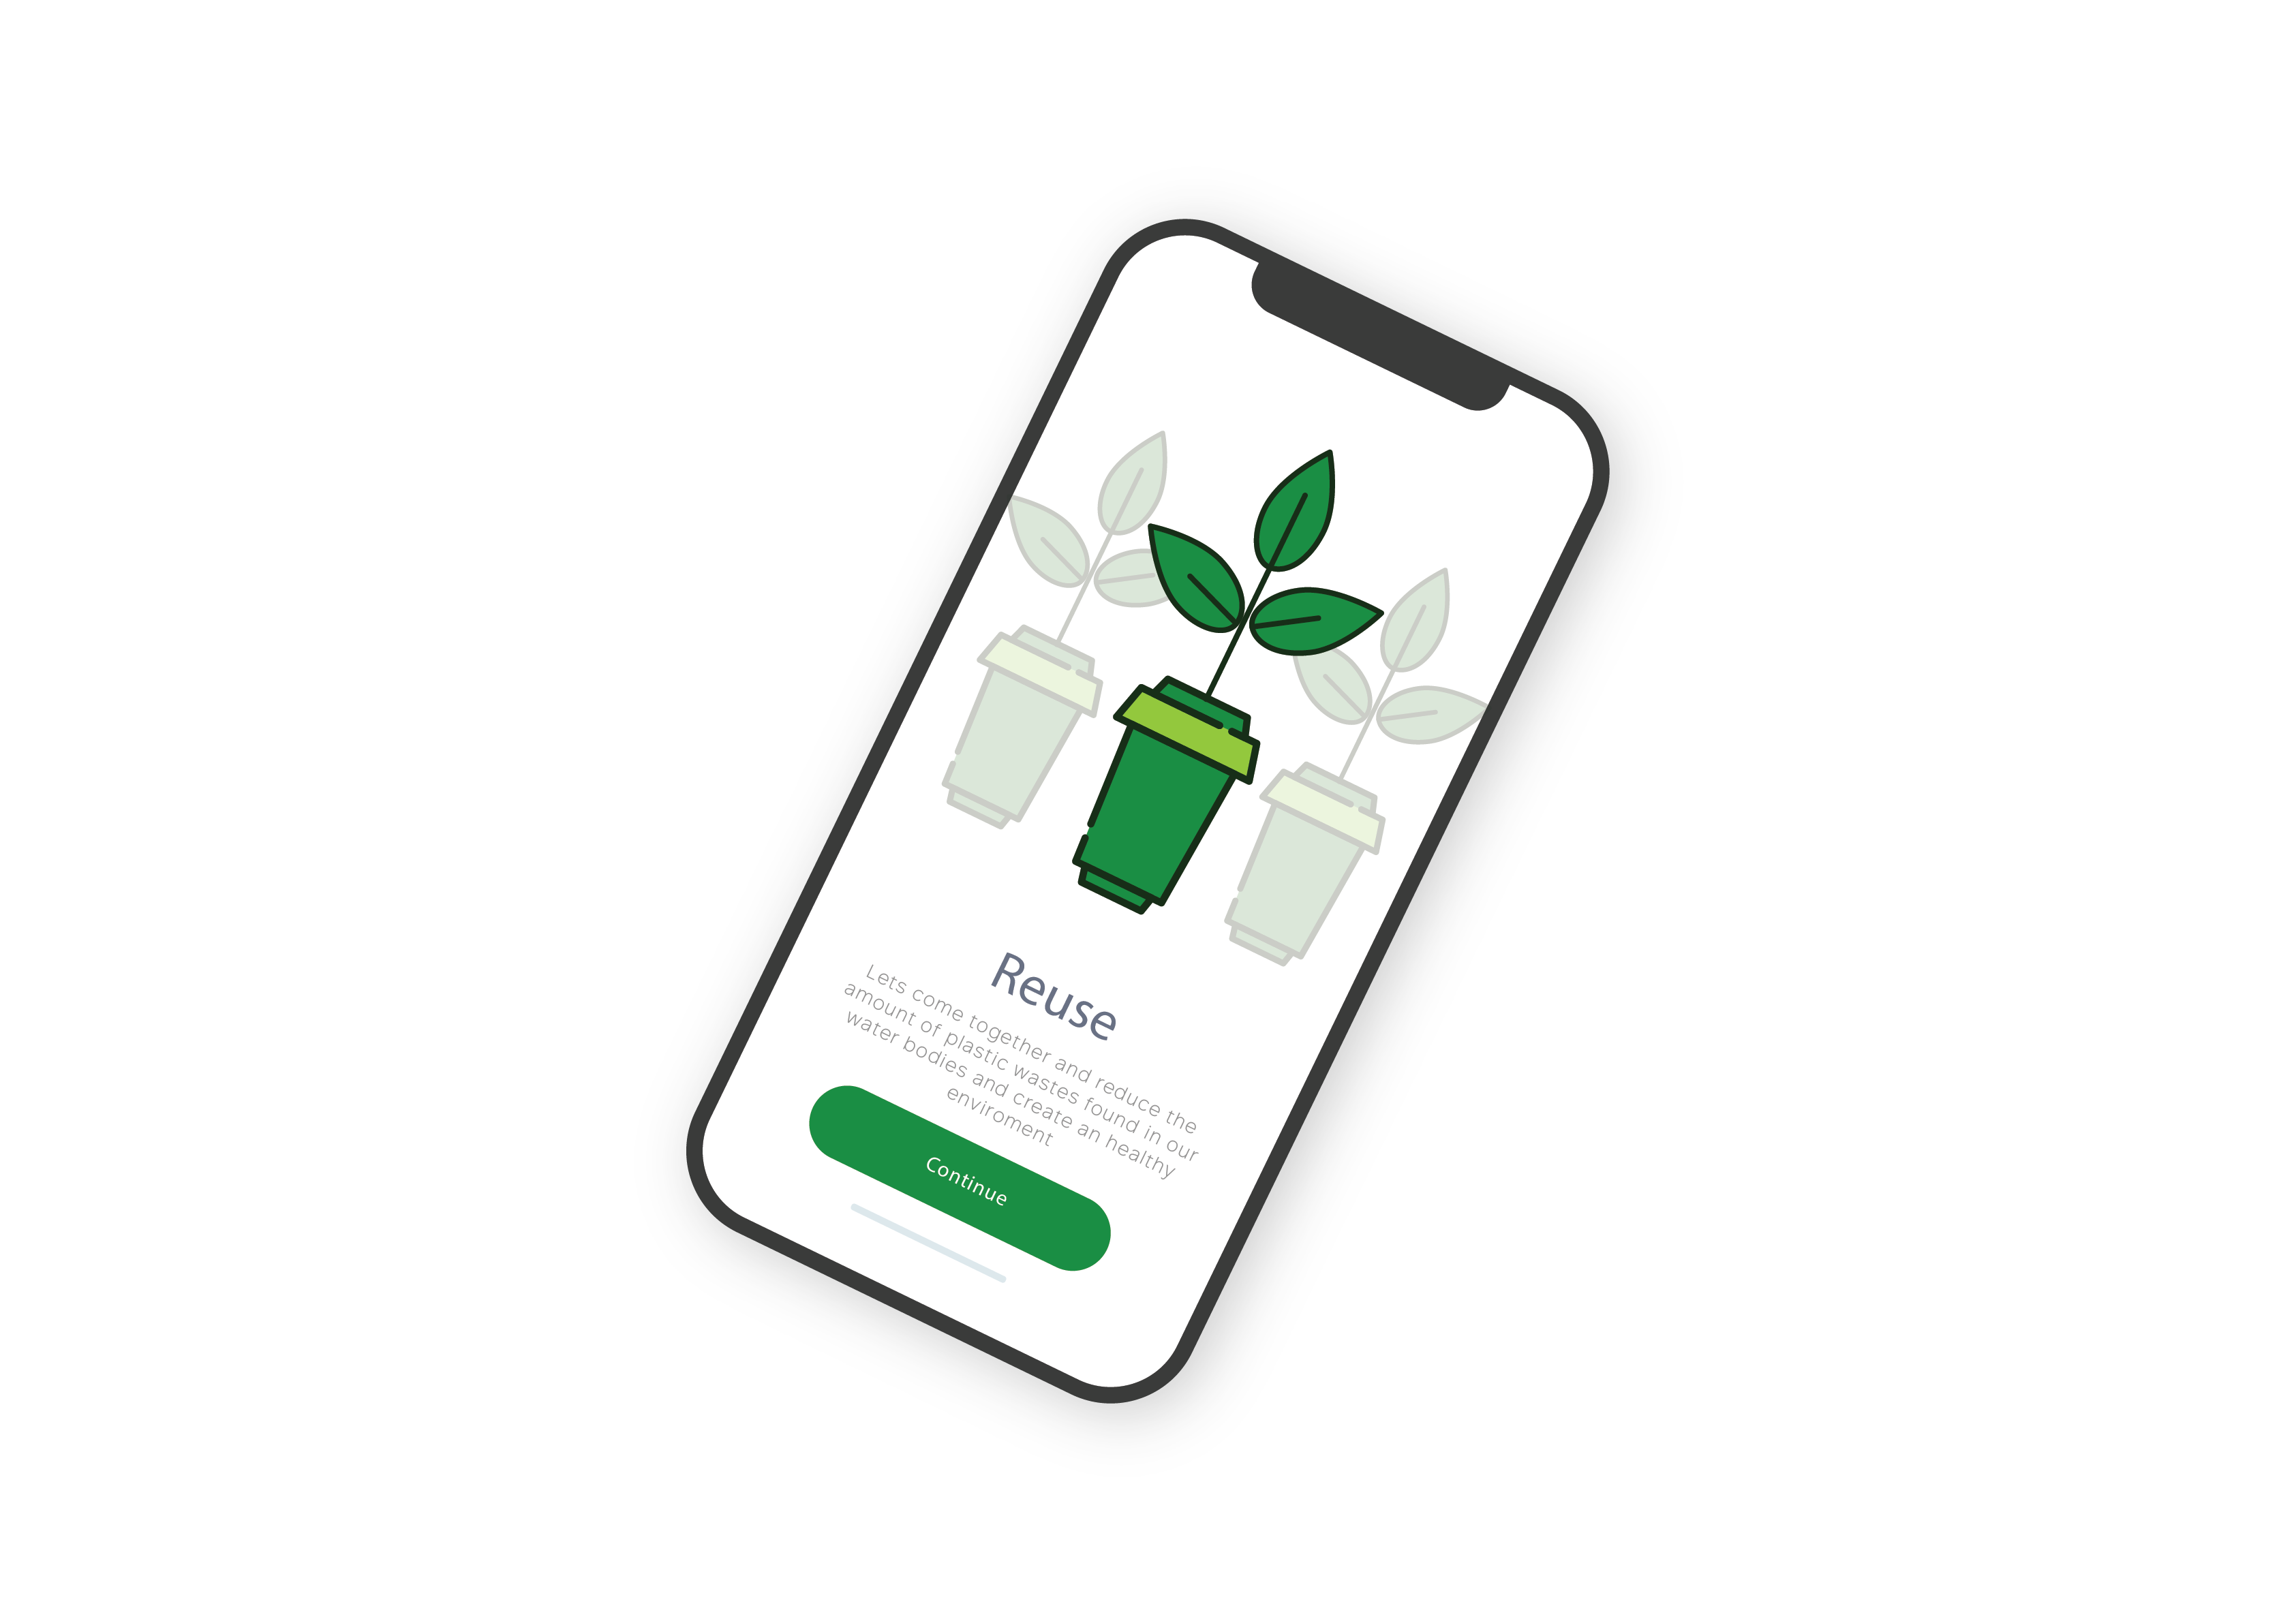 Reuse
Lets come together and reduce the
amount of plastic wastes found in our
water bodies and create an healthy
enviroment
Continue